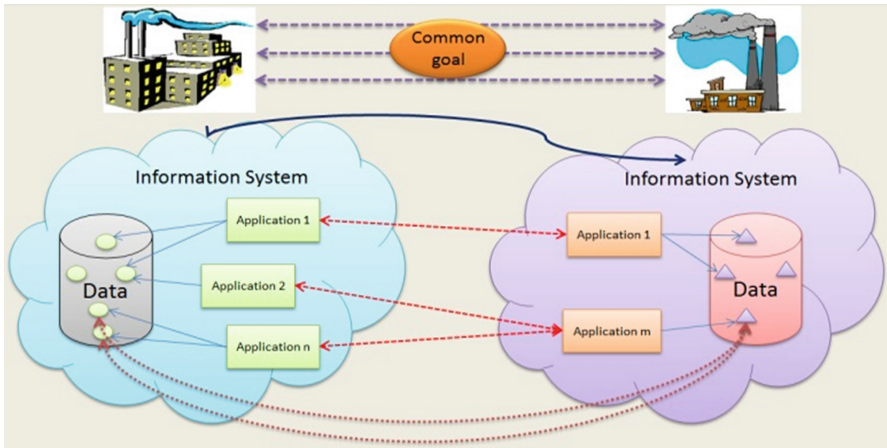 Common
goal
Information System
Information System
Application 1
Application 1
Data
Application 2
Data
Application n
Application m